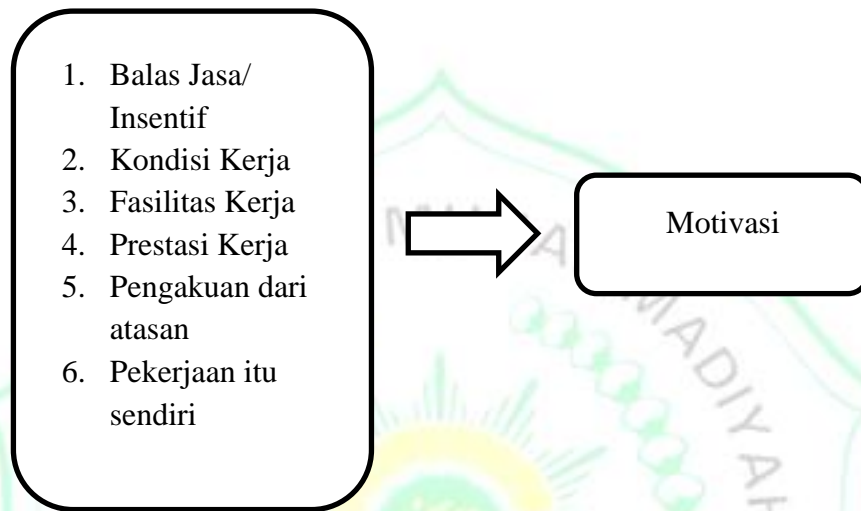 1. Balas Jasa/
Insentif
2. Kondisi Kerja
3. Fasilitas Kerja
4. Prestasi Kerja
5. Pengakuan dari
atasan
6. Pekerjaan itu
sendiri
Motivasi